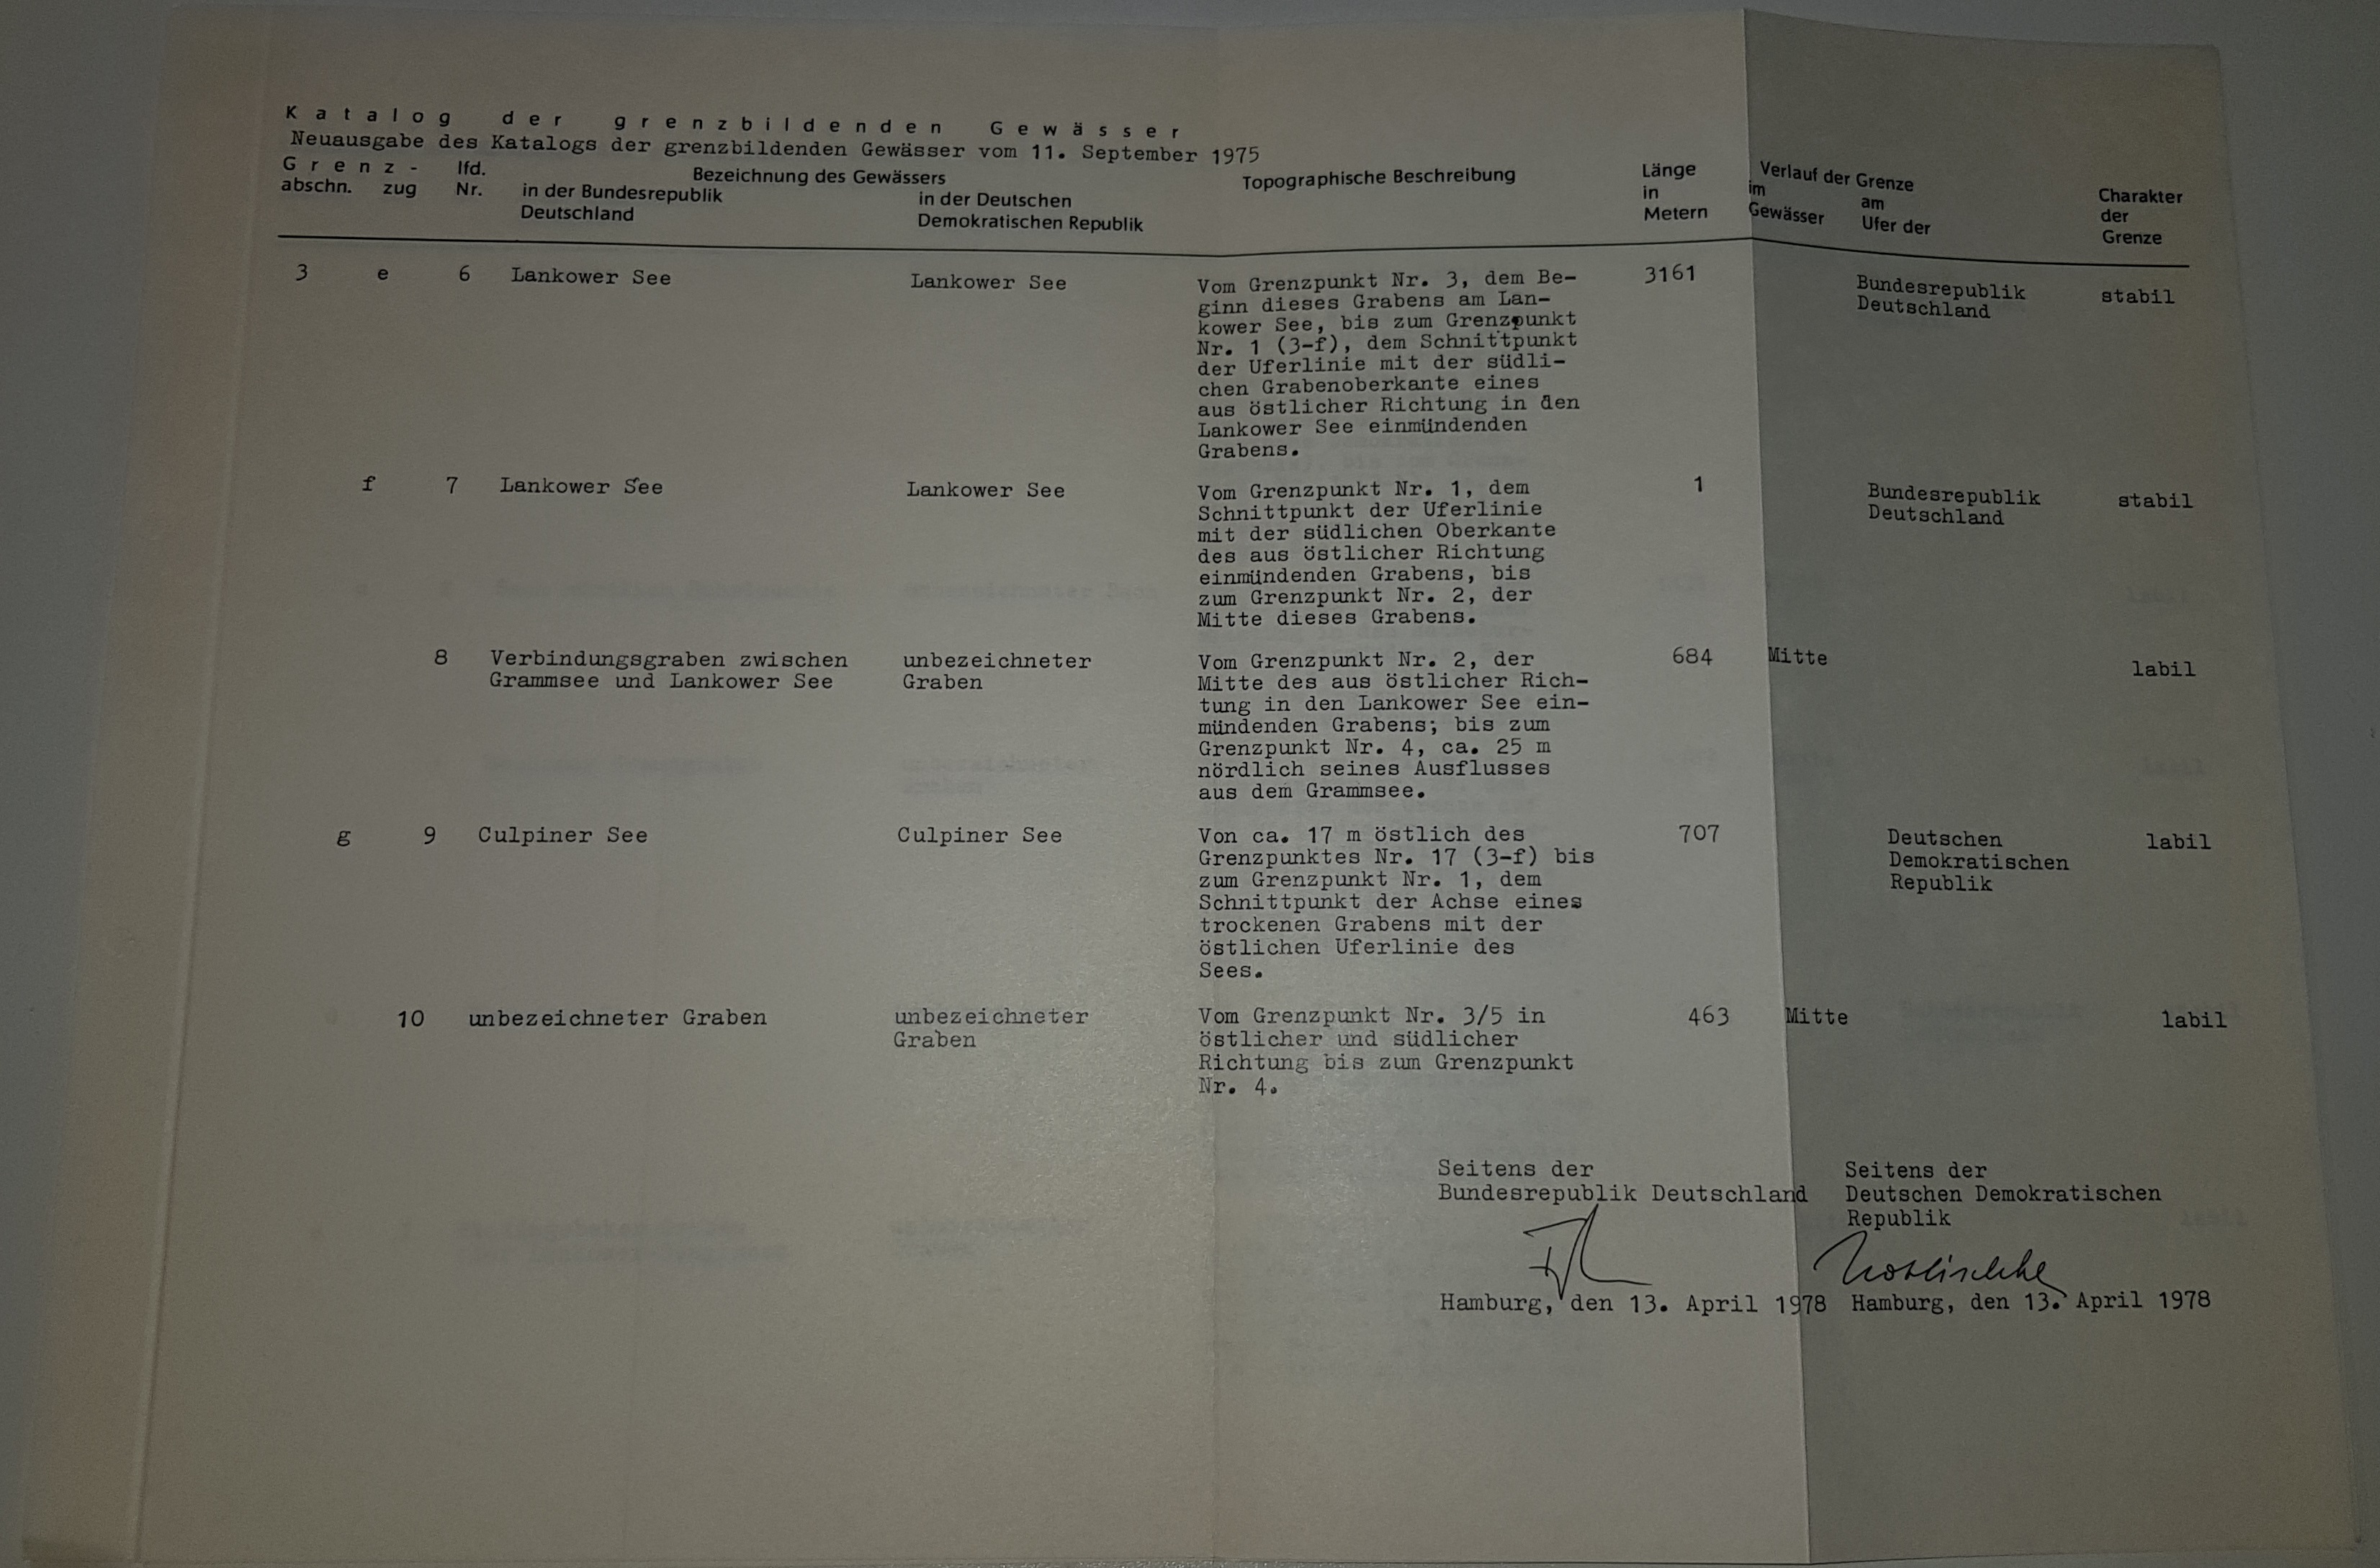 Katalog der grenzbildenden Gewässer
Neuausgabe des Katalogs der grenzbildenden Gewässer vom 11. September 1975
Grenz- lfd. Bezeichnung des Gewässers Topographische Beschreibung Länge Verlauf der Grenze Charakter
abschn. zug Nr. in der Bundesrepublik in der Deutschen in im am der
Deutschland Demokratischen Republik Metern Gewässer Ufer der Grenze
3 e 6 Lankower See Lankower See Vom Grenzpunkt Nr. 3, dem Be- 3161 Bundesrepublik stabil
ginn dieses Grabens am Lan- Deutschland
kower See, bis zum Grenzpunkt
Nr. 1 (3-f), dem Schnittpunkt
der Uferlinie mit der südli-
chen Grabenoberkante eines
aus östlicher Richtung in den
Lankower See einmündenden
Grabens.
f 7 Lankower See Lankower See Vom Grenzpunkt Nr. 1, dem 1 Bundesrepublik stabil
Schnittpunkt der Uferlinie Deutschland
mit der südlichen Oberkante
des aus östlicher Richtung
einmündenden Grabens, bis
zum Grenzpunkt Nr. 2, der
Mitte dieses Grabens.
8 Verbindungsgraben zwischen unbezeichneter Vom Grenzpunkt Nr. 2, der 684 Mitte labil
Grammsee und Lankower See Graben Mitte des aus östlicher Rich-
tung in den Lankower See ein-
mündenden Grabens; bis zum
Grenzpunkt Nr. 4, ca. 25 m
nördlich seines Ausflusses
aus dem Grammsee.
g 9 Culpiner See Culpiner See Von ca. 17 m östlich des 707 Deutschen labil
Grenzpunktes Nr. 17 (3-f) bis Demokratischen
zum Grenzpunkt Nr. 1, dem Republik
Schnittpunkt der Achse eines
trockenen Grabens mit der
östlichen Uferlinie des
Sees.
10 unbezeichneter Graben unbezeichneter Vom Grenzpunkt Nr. 3/5 in 463 Mitte labil
Graben östlicher und südlicher
Richtung bis zum Grenzpunkt
Nr. 4.
Seitens der Seitens der
Bundesrepublik Deutschland Deutschen Demokratischen
Republik
Hamburg, den 13. April 1978 Hamburg, den 13. April 1978